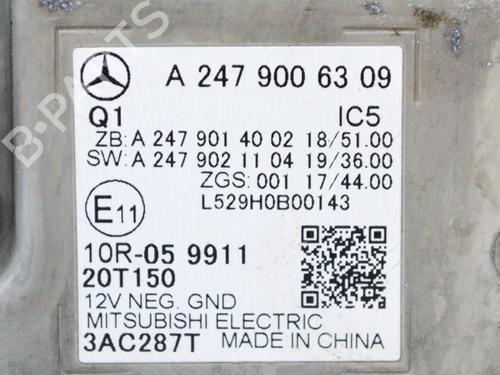 A 247 900 63 09
Q1 IC5
ZB: A 247 901 40 02 18/51.00
SW: A 247 902 11 04 19/36.00
ZGS: 001 17/44.00
L529H0B00143
E11
10R-05 9911
20T150
12V NEG. GND
MITSUBISHI ELECTRIC
3AC287T MADE IN CHINA
B-PARTS